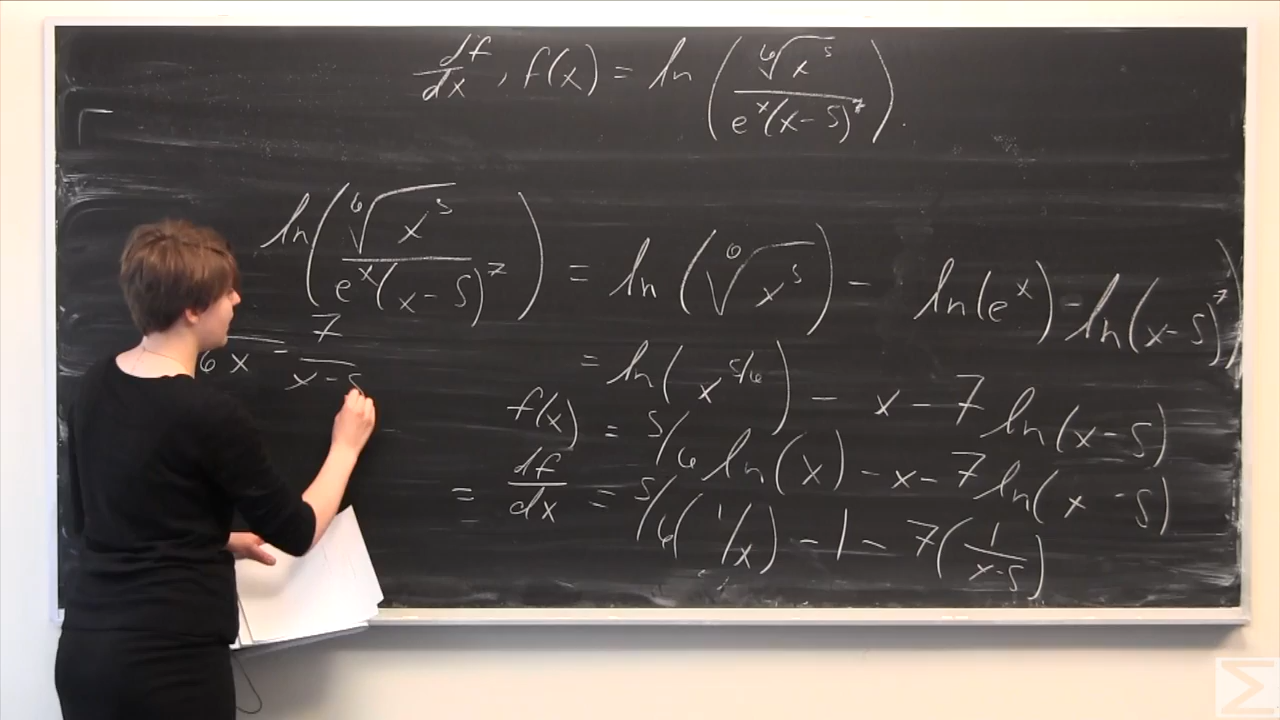 df/dx , f(x) = ln ( ⁶√x⁵ / eˣ(x-5)⁷ ).
ln ( ⁶√x⁵ / eˣ(x-5)⁷ ) = ln ( ⁶√x⁵ ) - ln(eˣ) - ln(x-5)⁷)
= ln( x^5/6 ) - x - 7 ln(x-5)
f(x) = 5/6 ln(x) - x - 7 ln(x-5)
= df/dx = 5/6 ( 1/x ) - 1 - 7 ( 1/x-5 )
6x - 7/x-5